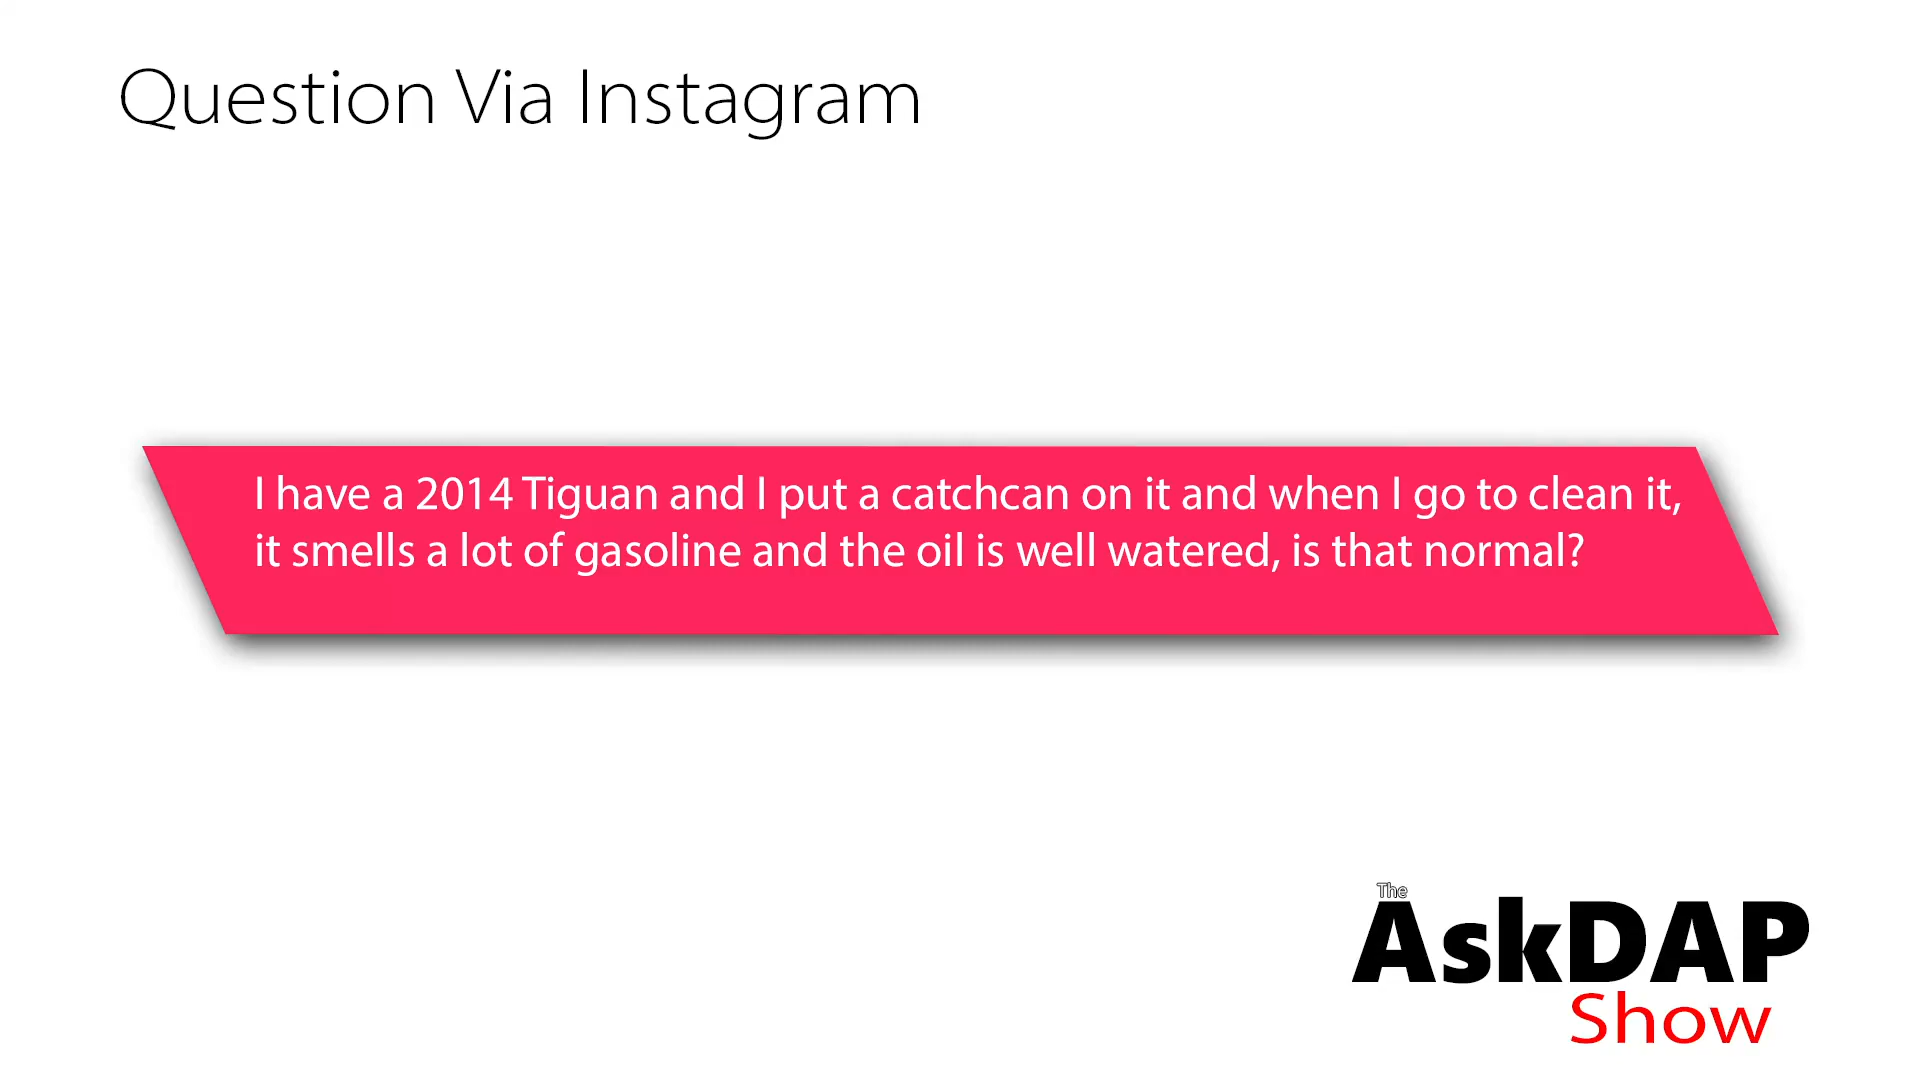 Question Via Instagram
I have a 2014 Tiguan and I put a catchcan on it and when I go to clean it,
it smells a lot of gasoline and the oil is well watered, is that normal?
The
AskDAP
Show